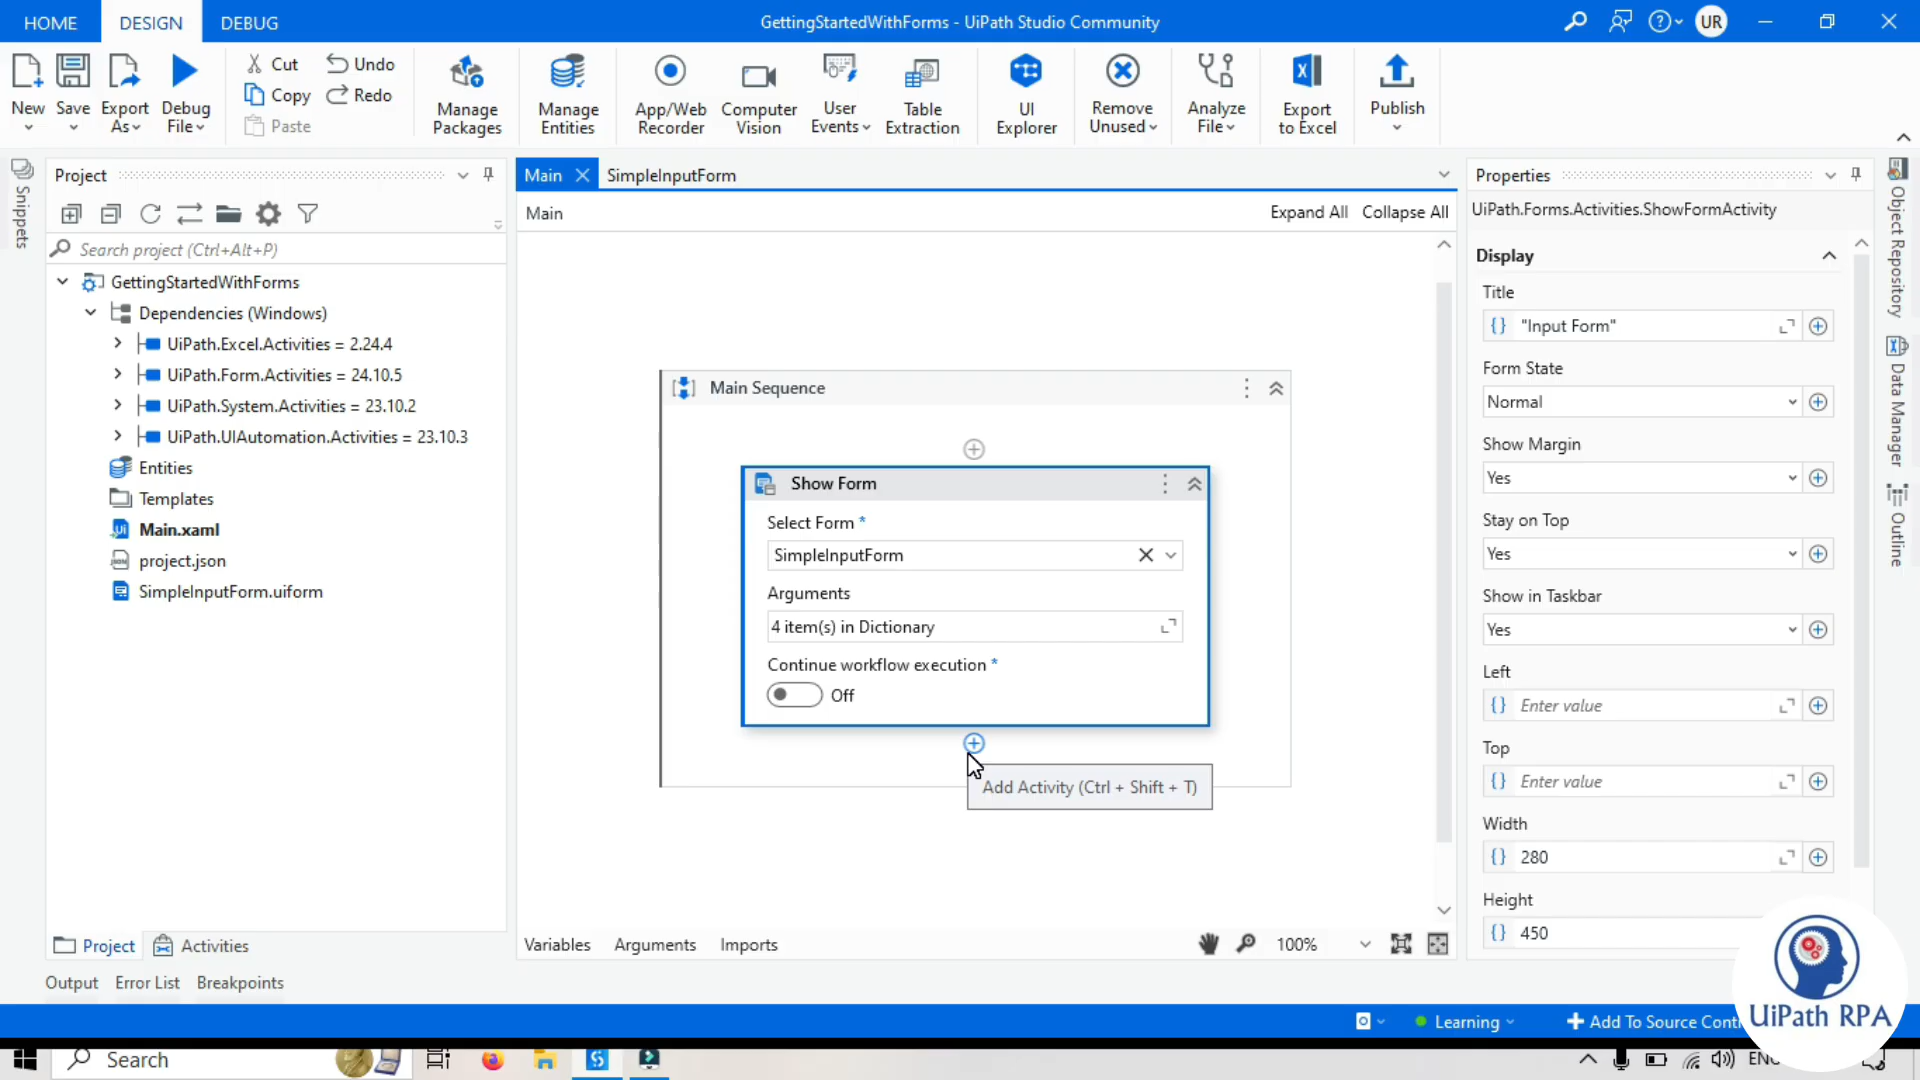 HOME DESIGN DEBUG
GettingStartedWithForms - UiPath Studio Community
UR
New
Save
Export
As
Debug
File
Cut
Copy
Paste
Undo
Redo
Manage
Packages
Manage
Entities
App/Web
Recorder
Computer
Vision
User
Events
Table
Extraction
UI
Explorer
Remove
Unused
Analyze
File
Export
to Excel
Publish
Snippets
Project
Search project (Ctrl+Alt+P)
GettingStartedWithForms
Dependencies (Windows)
UiPath.Excel.Activities = 2.24.4
UiPath.Form.Activities = 24.10.5
UiPath.System.Activities = 23.10.2
UiPath.UIAutomation.Activities = 23.10.3
Entities
Templates
Main.xaml
project.json
SimpleInputForm.uiform
Project Activities
Main SimpleInputForm
Main Expand All Collapse All
Main Sequence
Show Form
Select Form *
SimpleInputForm
Arguments
4 item(s) in Dictionary
Continue workflow execution *
Off
Add Activity (Ctrl + Shift + T)
Variables Arguments Imports 100%
Properties
UiPath.Forms.Activities.ShowFormActivity
Display
Title
"Input Form"
Form State
Normal
Show Margin
Yes
Stay on Top
Yes
Show in Taskbar
Yes
Left
Enter value
Top
Enter value
Width
280
Height
450
Object Repository
Data Manager
Outline
Output Error List Breakpoints
Learning Add To Source Cont
UiPath RPA
Search